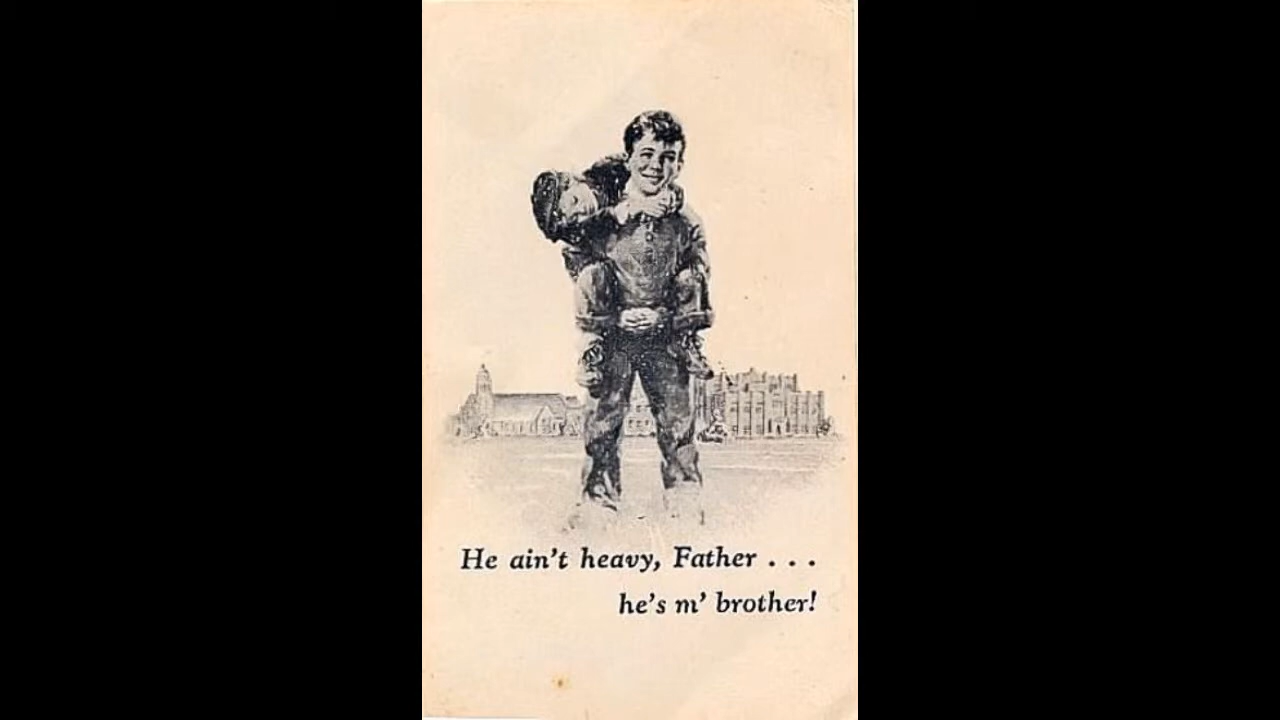 He ain't heavy, Father . . .
he's m' brother!